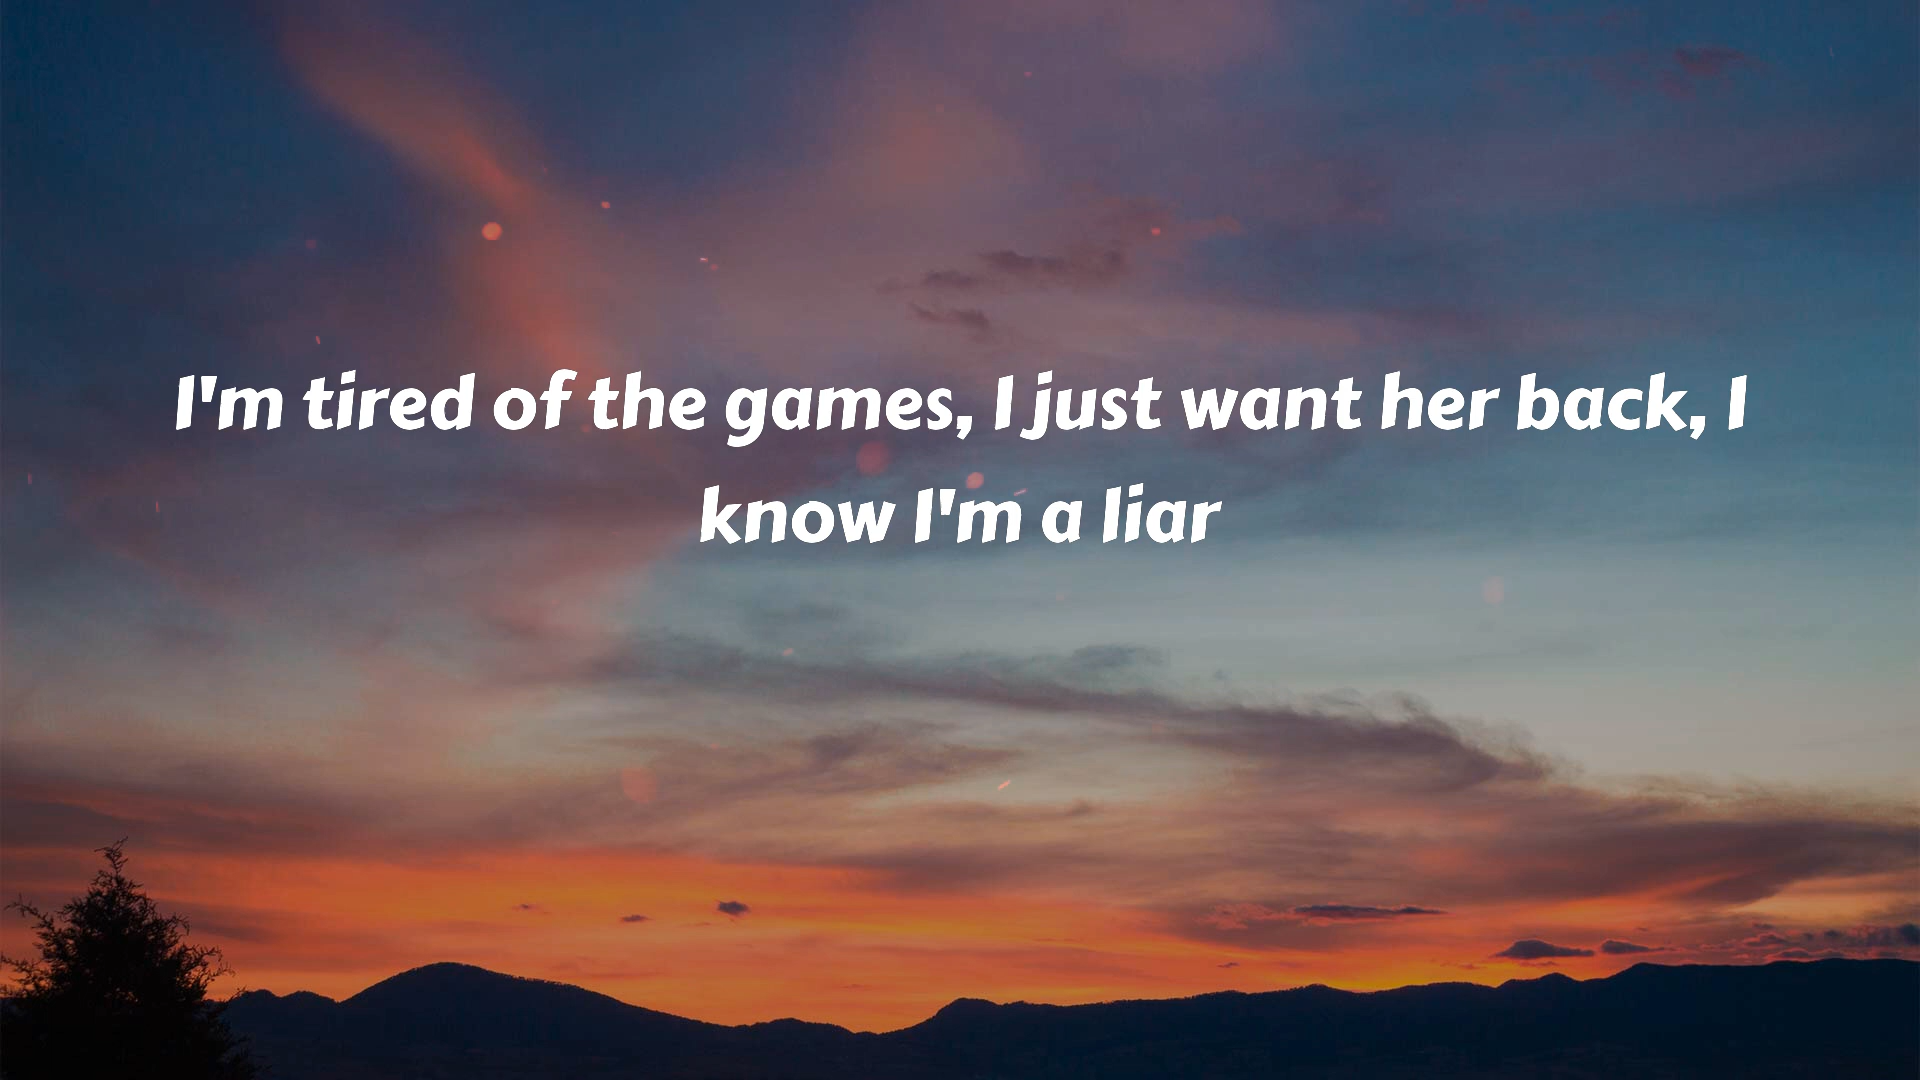 I'm tired of the games, I just want her back, I
know I'm a liar